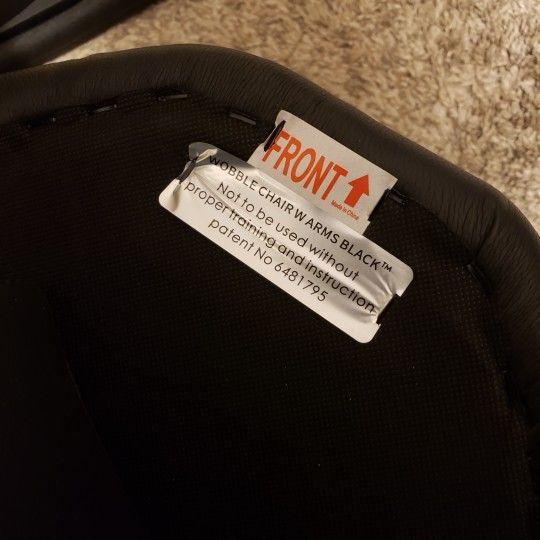 FRONT
Made in China
WOBBLE CHAIR W ARMS BLACK™
Not to be used without
proper training and instruction
patent No 6481795